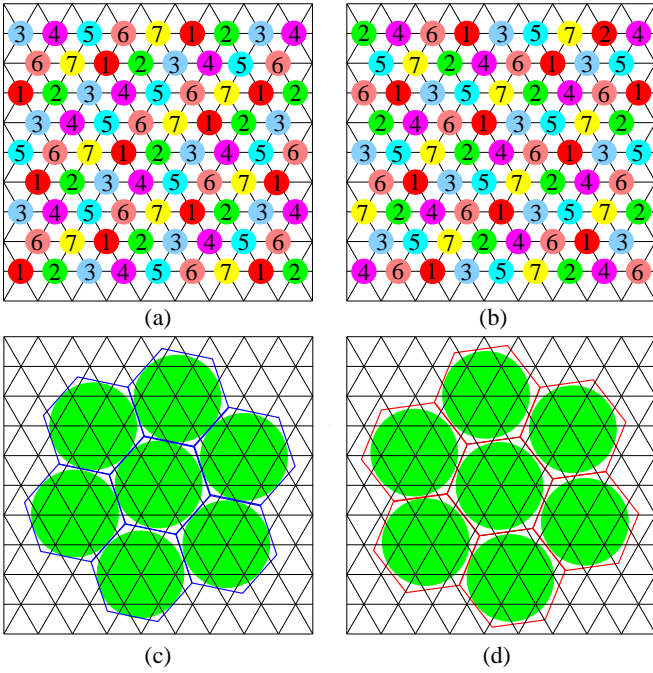 3 4 5 6 7 1 2 3 4 2 4 6 1 3 5 7 2 4
6 7 1 2 3 4 5 6 5 7 2 4 6 1 3 5
1 2 3 4 5 6 7 1 2 6 1 3 5 7 2 4 6 1
3 4 5 6 7 1 2 3 2 4 6 1 3 5 7 2
5 6 7 1 2 3 4 5 6 3 5 7 2 4 6 1 3 5
1 2 3 4 5 6 7 1 6 1 3 5 7 2 4 6
3 4 5 6 7 1 2 3 4 7 2 4 6 1 3 5 7 2
6 7 1 2 3 4 5 6 3 5 7 2 4 6 1 3
1 2 3 4 5 6 7 1 2 4 6 1 3 5 7 2 4 6
(a) (b)
(c) (d)